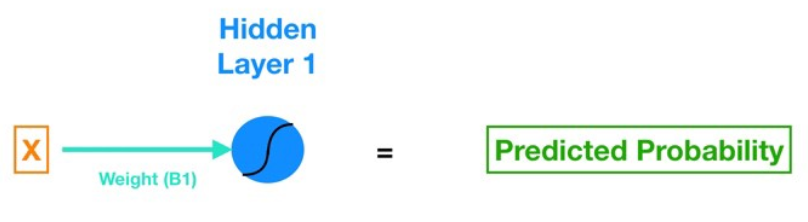 Hidden
Layer 1
X
Weight (B1)
=
Predicted Probability